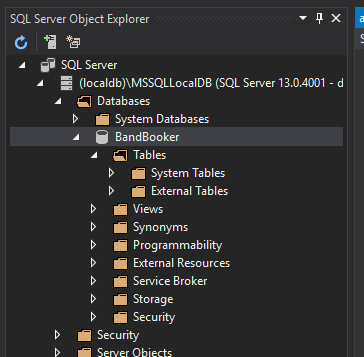 SQL Server Object Explorer
SQL Server
(localdb)\MSSQLLocalDB (SQL Server 13.0.4001 - d
Databases
System Databases
BandBooker
Tables
System Tables
External Tables
Views
Synonyms
Programmability
External Resources
Service Broker
Storage
Security
Security
Server Objects